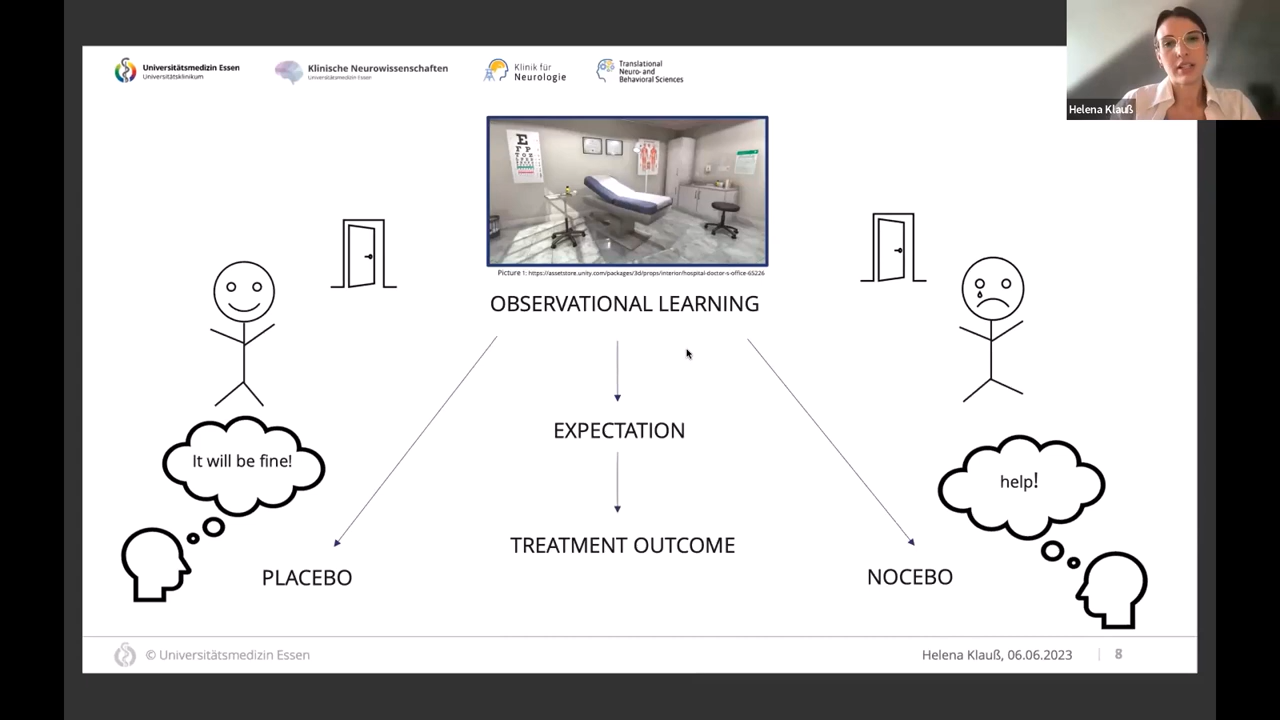 Universitätsmedizin Essen
Universitätsklinikum
Klinische Neurowissenschaften
Universitätsmedizin Essen
Klinik für
Neurologie
Translational
Neuro- and
Behavioral Sciences
Helena Klauß
E
Picture 1: https://assetstore.unity.com/packages/3d/props/interior/hospital-doctor-s-office-65226
OBSERVATIONAL LEARNING
EXPECTATION
It will be fine!
help!
TREATMENT OUTCOME
PLACEBO
NOCEBO
© Universitätsmedizin Essen
Helena Klauß, 06.06.2023
8